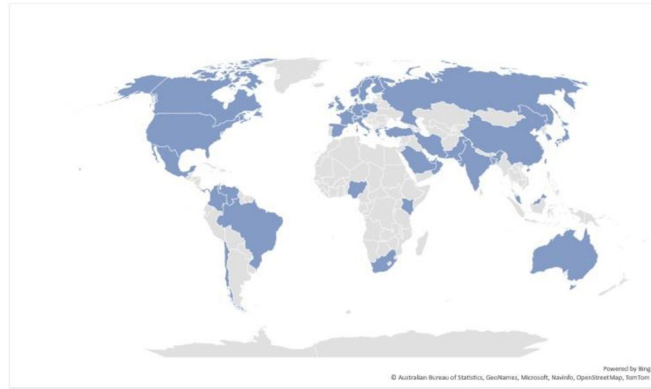 Powered by Bing
© Australian Bureau of Statistics, GeoNames, Microsoft, Navinfo, OpenStreetMap, TomTom